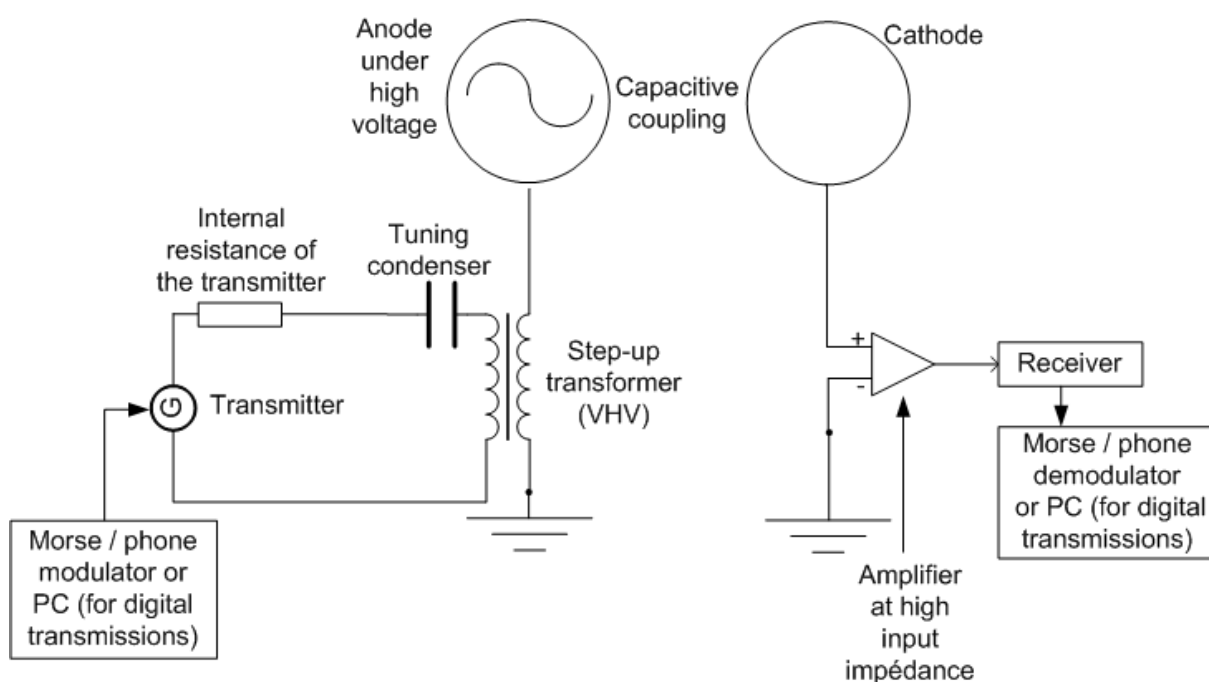 Anode
under
high
voltage
Capacitive
coupling
Cathode
Internal
resistance of
the transmitter
Tuning
condenser
Step-up
transformer
(VHV)
G
Transmitter
+
-
Receiver
Morse / phone
modulator or
PC (for digital
transmissions)
Amplifier
at high
input
impédance
Morse / phone
demodulator
or PC (for digital
transmissions)